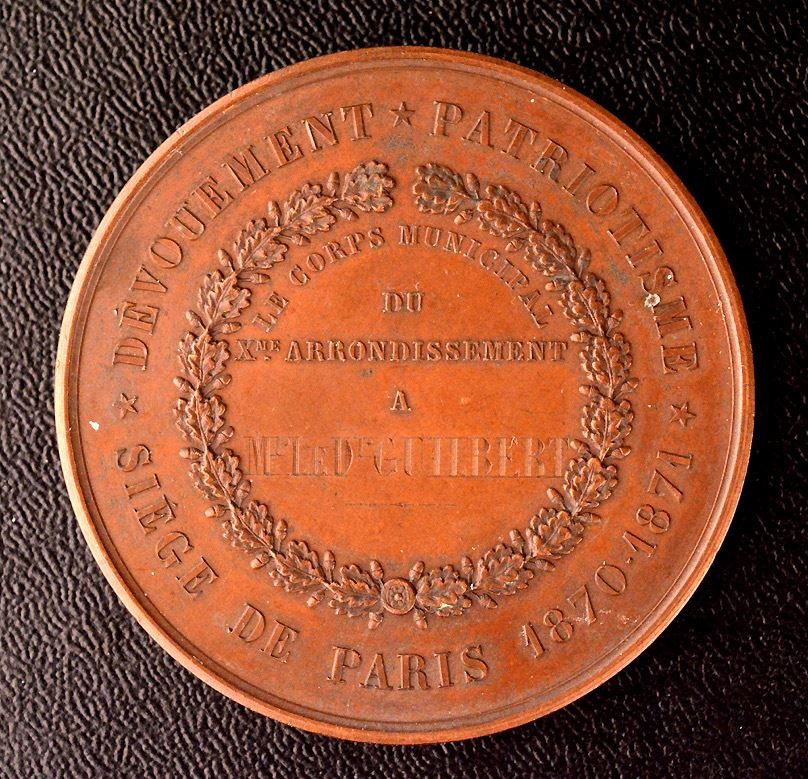 DÉVOUEMENT ★ PATRIOTISME ★
SIÈGE DE PARIS 1870-1871 ★
LE CORPS MUNICIPAL
DU
XME ARRONDISSEMENT
A
MR LE DR GUILBERT